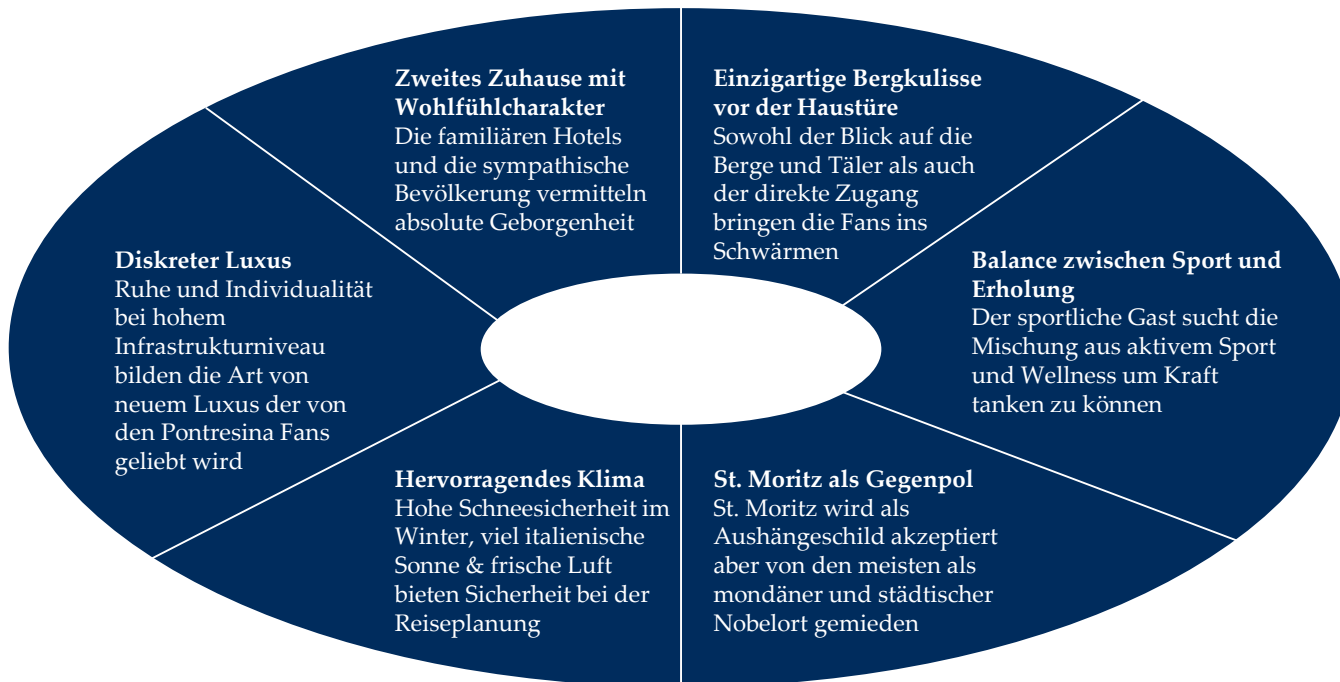 Zweites Zuhause mit
Wohlfühlcharakter
Die familiären Hotels
und die sympathische
Bevölkerung vermitteln
absolute Geborgenheit
Einzigartige Bergkulisse
vor der Haustüre
Sowohl der Blick auf die
Berge und Täler als auch
der direkte Zugang
bringen die Fans ins
Schwärmen
Diskreter Luxus
Ruhe und Individualität
bei hohem
Infrastrukturniveau
bilden die Art von
neuem Luxus der von
den Pontresina Fans
geliebt wird
Balance zwischen Sport und
Erholung
Der sportliche Gast sucht die
Mischung aus aktivem Sport
und Wellness um Kraft
tanken zu können
Hervorragendes Klima
Hohe Schneesicherheit im
Winter, viel italienische
Sonne & frische Luft
bieten Sicherheit bei der
Reiseplanung
St. Moritz als Gegenpol
St. Moritz wird als
Aushängeschild akzeptiert
aber von den meisten als
mondäner und städtischer
Nobelort gemieden